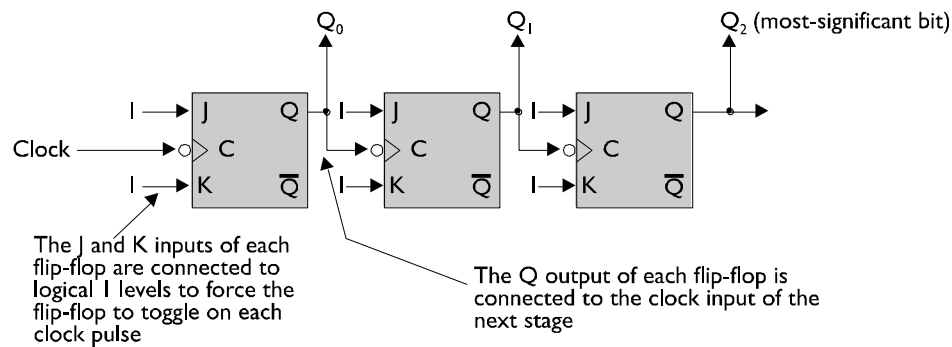 Q0 Q1 Q2 (most-significant bit)
1 J Q 1 J Q 1 J Q
Clock C C C
1 K Q̅ 1 K Q̅ 1 K Q̅
The J and K inputs of each
flip-flop are connected to
logical 1 levels to force the
flip-flop to toggle on each
clock pulse
The Q output of each flip-flop is
connected to the clock input of the
next stage